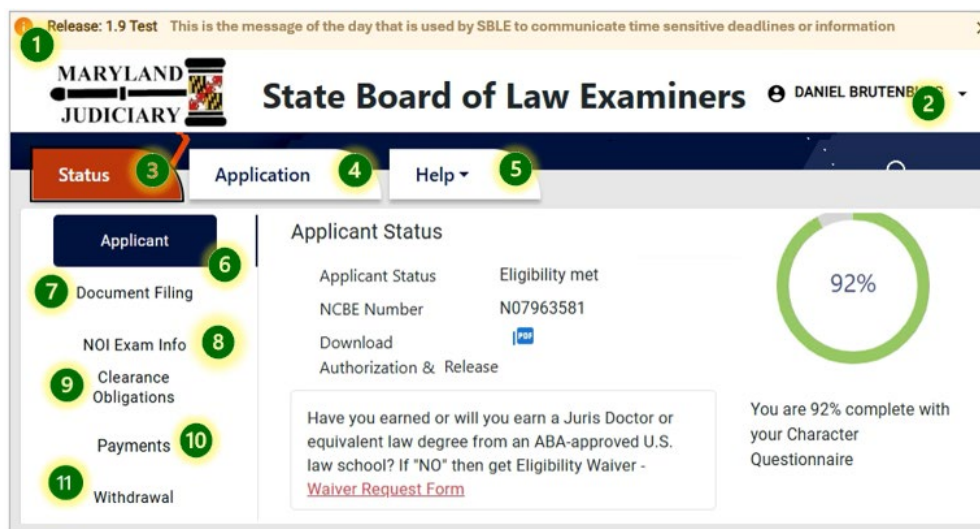 Release: 1.9 Test This is the message of the day that is used by SBLE to communicate time sensitive deadlines or information
1
MARYLAND
JUDICIARY
State Board of Law Examiners
DANIEL
2
Status 3
Application 4
Help 5
Applicant
6
7 Document Filing
NOI Exam Info 8
9 Clearance
Obligations
Payments 10
11
Withdrawal
Applicant Status
Applicant Status Eligibility met
NCBE Number N07963581
Download PDF
Authorization & Release
Have you earned or will you earn a Juris Doctor or
equivalent law degree from an ABA-approved U.S.
law school? If "NO" then get Eligibility Waiver -
Waiver Request Form
92%
You are 92% complete with
your Character
Questionnaire